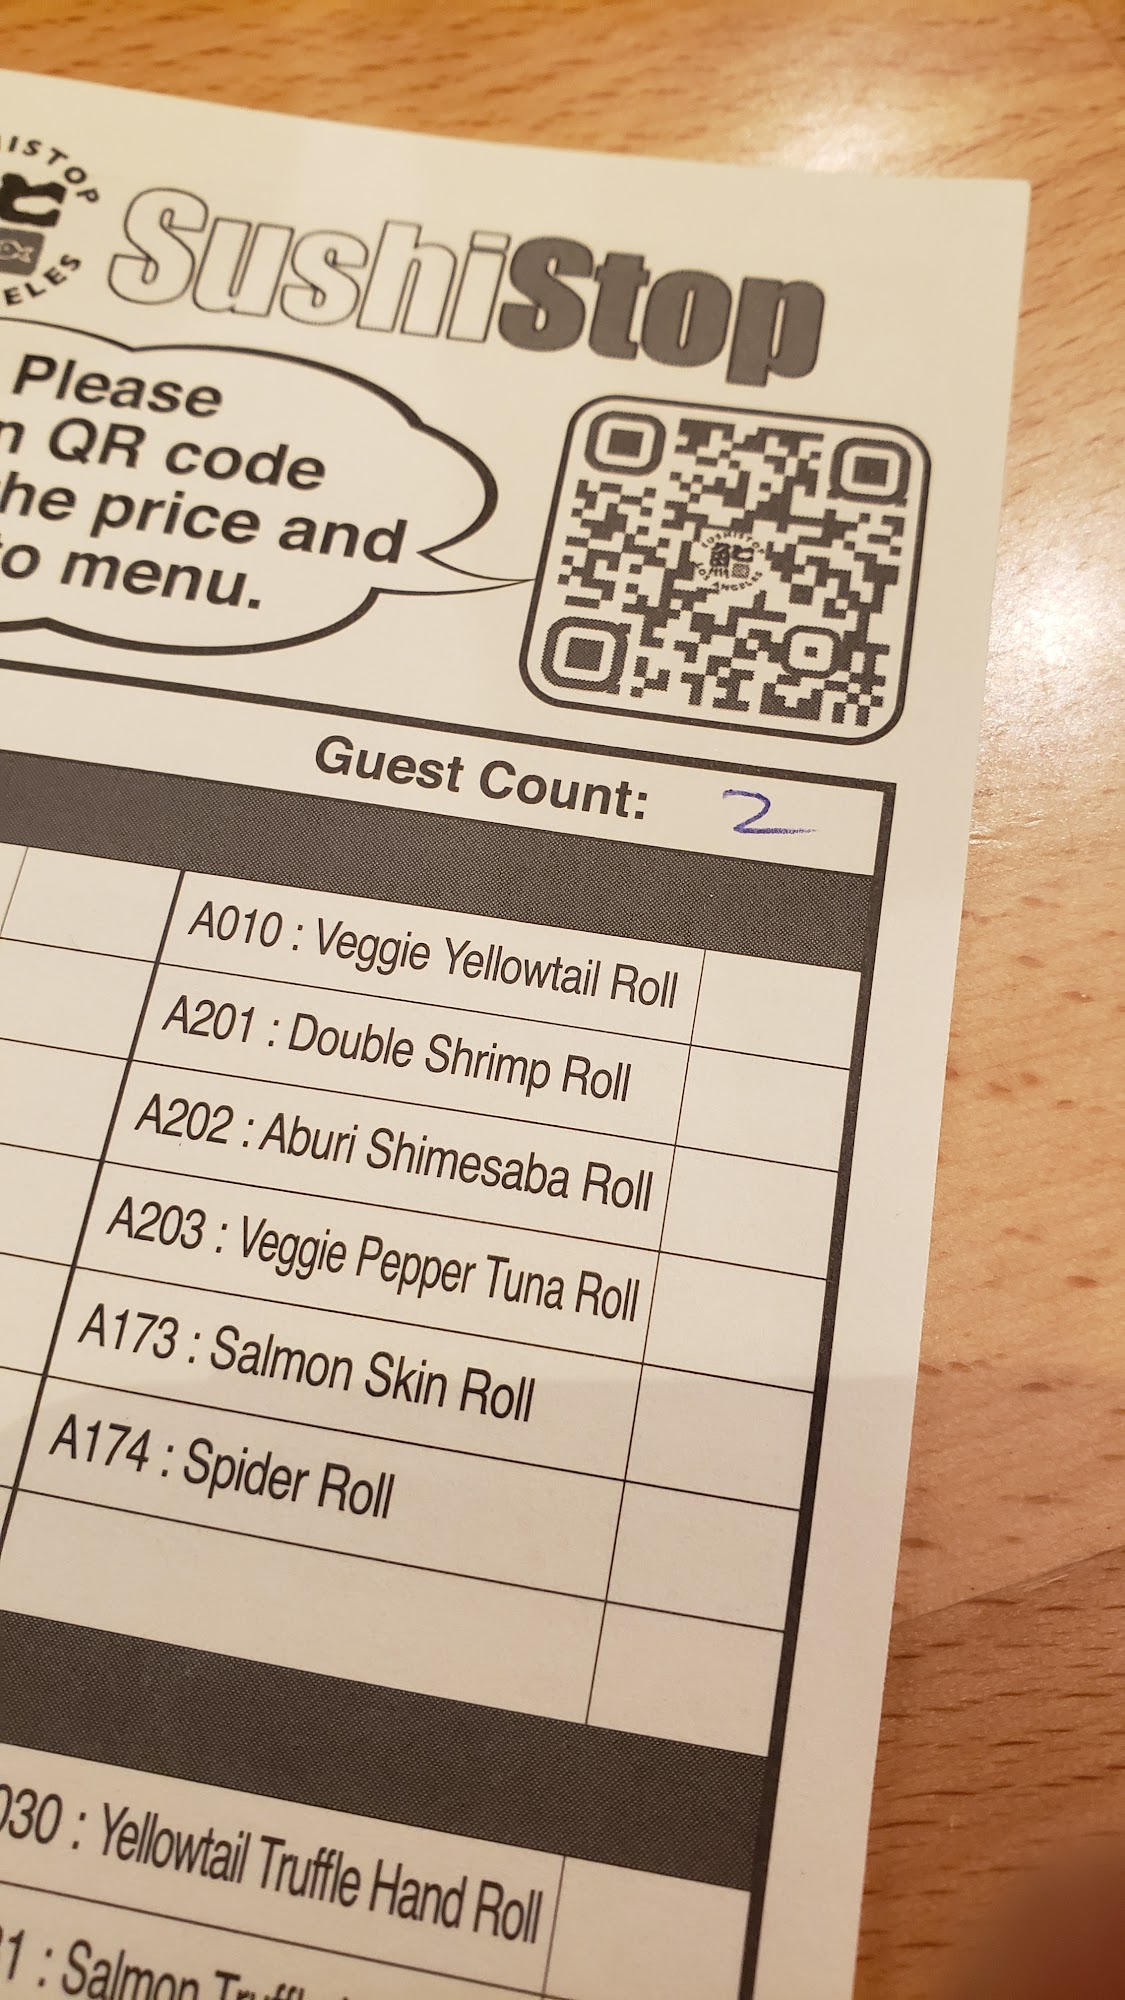 SushiStop
Please
QR code
price and
menu.
Guest Count: 2
A010 : Veggie Yellowtail Roll
A201 : Double Shrimp Roll
A202 : Aburi Shimesaba Roll
A203 : Veggie Pepper Tuna Roll
A173 : Salmon Skin Roll
A174 : Spider Roll
030 : Yellowtail Truffle Hand Roll
1 : Salmon